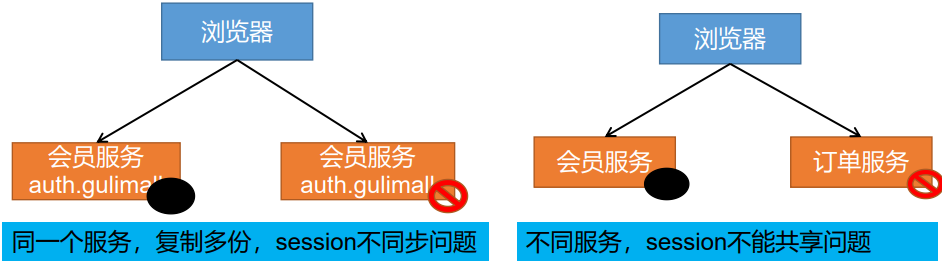 浏览器
会员服务
auth.gulimall
会员服务
auth.gulimall
同一个服务，复制多份，session不同步问题
浏览器
会员服务
订单服务
不同服务，session不能共享问题